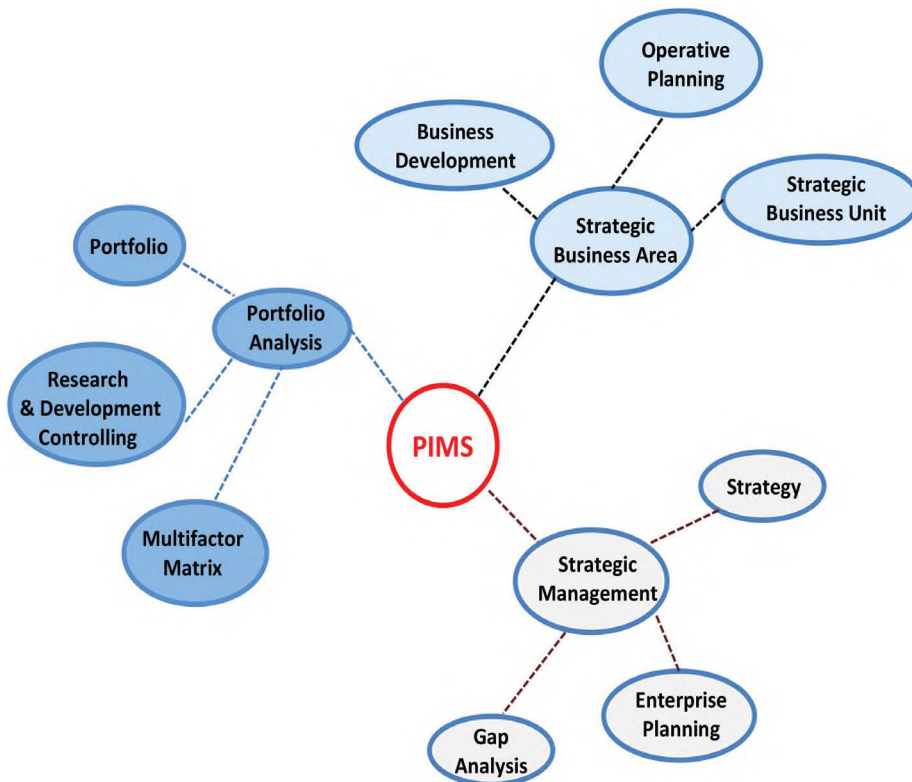 Operative
Planning
Business
Development
Strategic
Business Unit
Strategic
Business Area
Portfolio
Portfolio
Analysis
Research
& Development
Controlling
PIMS
Multifactor
Matrix
Strategy
Strategic
Management
Enterprise
Planning
Gap
Analysis